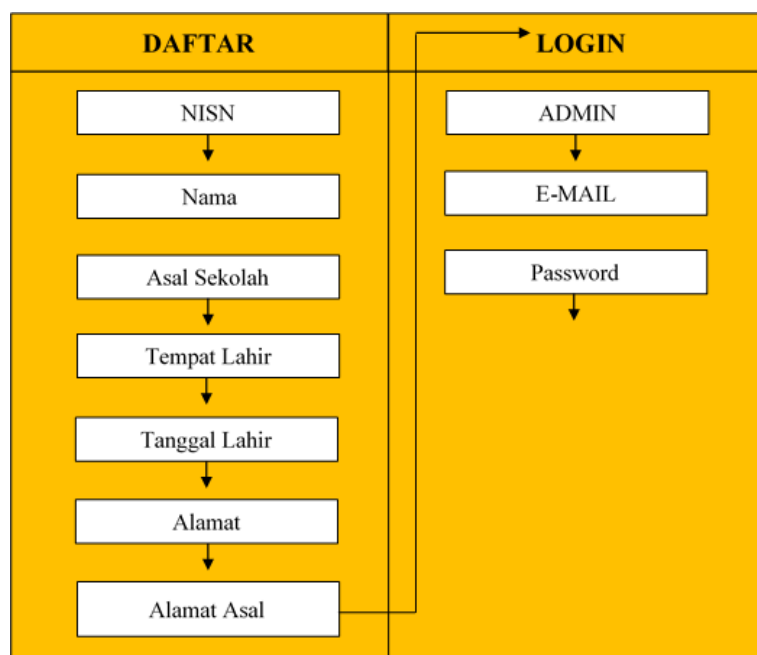 DAFTAR
NISN
Nama
Asal Sekolah
Tempat Lahir
Tanggal Lahir
Alamat
Alamat Asal
LOGIN
ADMIN
E-MAIL
Password